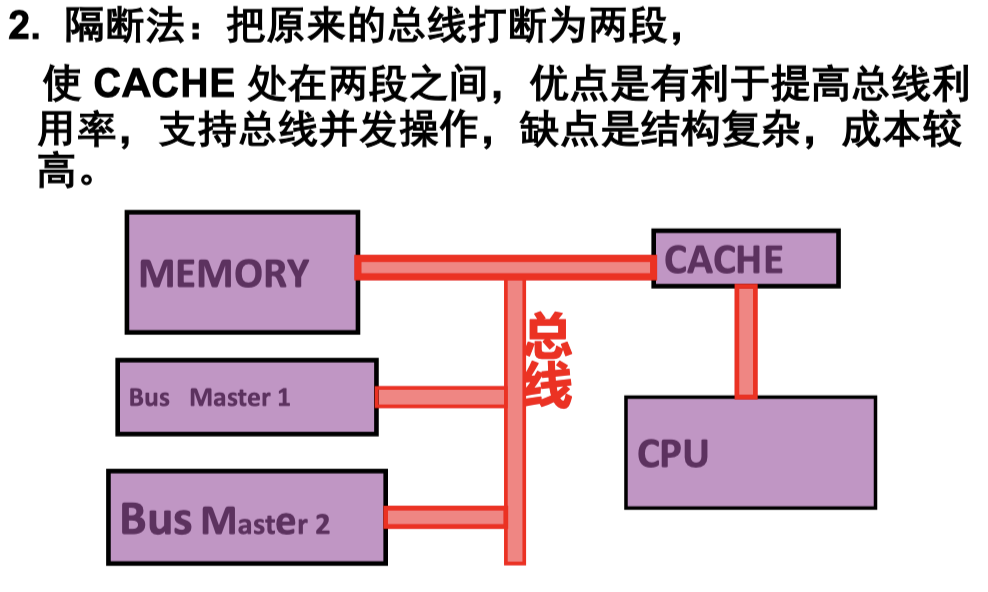 2. 隔断法：把原来的总线打断为两段，
使 CACHE 处在两段之间，优点是有利于提高总线利
用率，支持总线并发操作，缺点是结构复杂，成本较
高。
MEMORY
CACHE
总
线
Bus Master 1
CPU
Bus Master 2